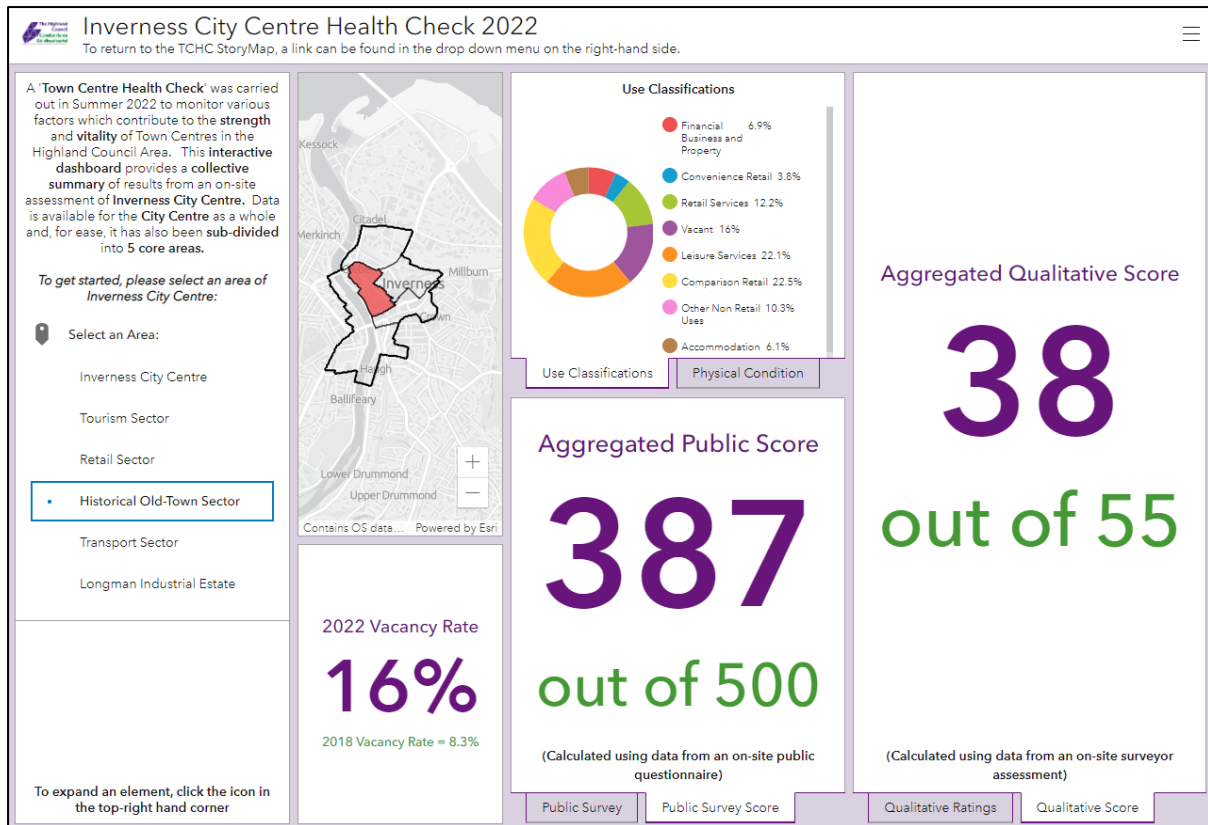 The Highland
Council
Comhairle na
Gàidhealtachd
Inverness City Centre Health Check 2022
To return to the TCHC StoryMap, a link can be found in the drop down menu on the right-hand side.
A 'Town Centre Health Check' was carried
out in Summer 2022 to monitor various
factors which contribute to the strength
and vitality of Town Centres in the
Highland Council Area. This interactive
dashboard provides a collective
summary of results from an on-site
assessment of Inverness City Centre. Data
is available for the City Centre as a whole
and, for ease, it has also been sub-divided
into 5 core areas.
To get started, please select an area of
Inverness City Centre:
Select an Area:
Inverness City Centre
Tourism Sector
Retail Sector
Historical Old-Town Sector
Transport Sector
Longman Industrial Estate
To expand an element, click the icon in
the top-right hand corner
Kessock
Citadel
Merkinch
Millburn
Inverness
Crown
Haugh
Ballifeary
Lower Drummond
Upper Drummond
+
−
Contains OS data... Powered by Esri
2022 Vacancy Rate
16%
2018 Vacancy Rate = 8.3%
Use Classifications
Financial Business and Property 6.9%
Convenience Retail 3.8%
Retail Services 12.2%
Vacant 16%
Leisure Services 22.1%
Comparison Retail 22.5%
Other Non Retail Uses 10.3%
Accommodation 6.1%
Use Classifications Physical Condition
Aggregated Public Score
387
out of 500
(Calculated using data from an on-site public
questionnaire)
Public Survey Public Survey Score
Aggregated Qualitative Score
38
out of 55
(Calculated using data from an on-site surveyor
assessment)
Qualitative Ratings Qualitative Score